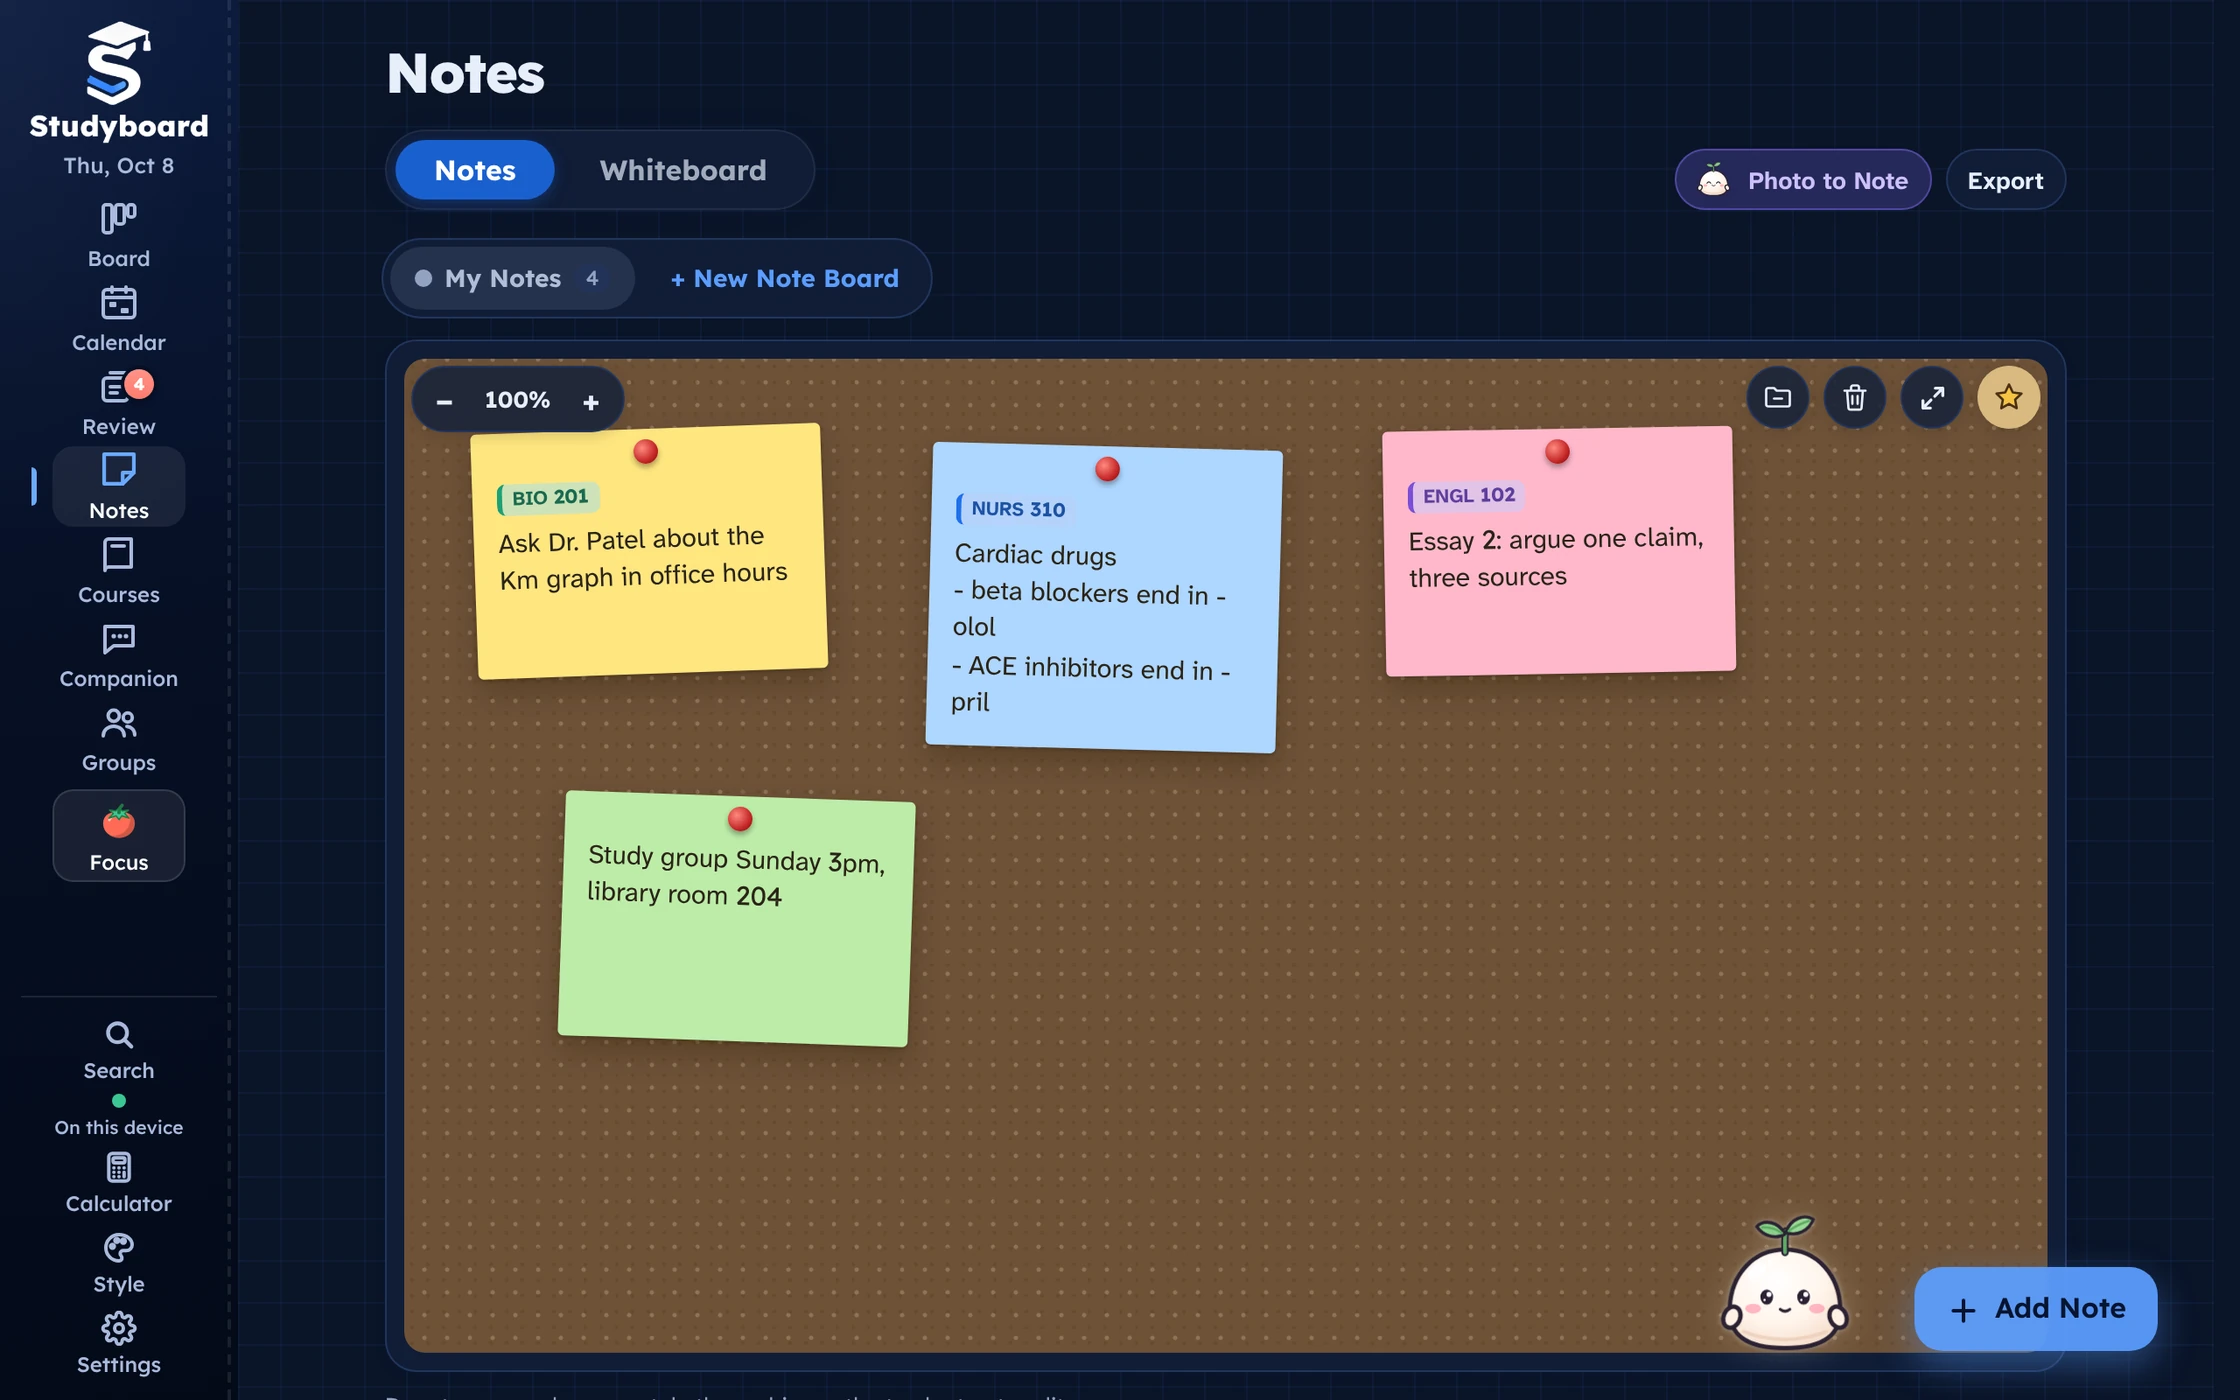 Studyboard
Thu, Oct 8
Board
Calendar
4
Review
Notes
Courses
Companion
Groups
Focus
Search
On this device
Calculator
Style
Settings
Notes
Notes
Whiteboard
Photo to Note
Export
My Notes 4
+ New Note Board
− 100% +
BIO 201
Ask Dr. Patel about the
Km graph in office hours
NURS 310
Cardiac drugs
- beta blockers end in -
olol
- ACE inhibitors end in -
pril
ENGL 102
Essay 2: argue one claim,
three sources
Study group Sunday 3pm,
library room 204
+ Add Note